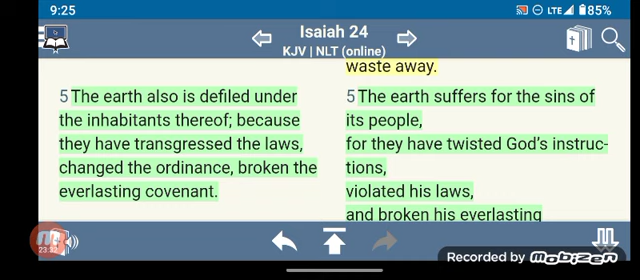 9:25
LTE 85%
Isaiah 24
KJV | NLT (online)
waste away.
5 The earth also is defiled under
the inhabitants thereof; because
they have transgressed the laws,
changed the ordinance, broken the
everlasting covenant.
5 The earth suffers for the sins of
its people,
for they have twisted God's instruc-
tions,
violated his laws,
and broken his everlasting
Recorded by
mobizen